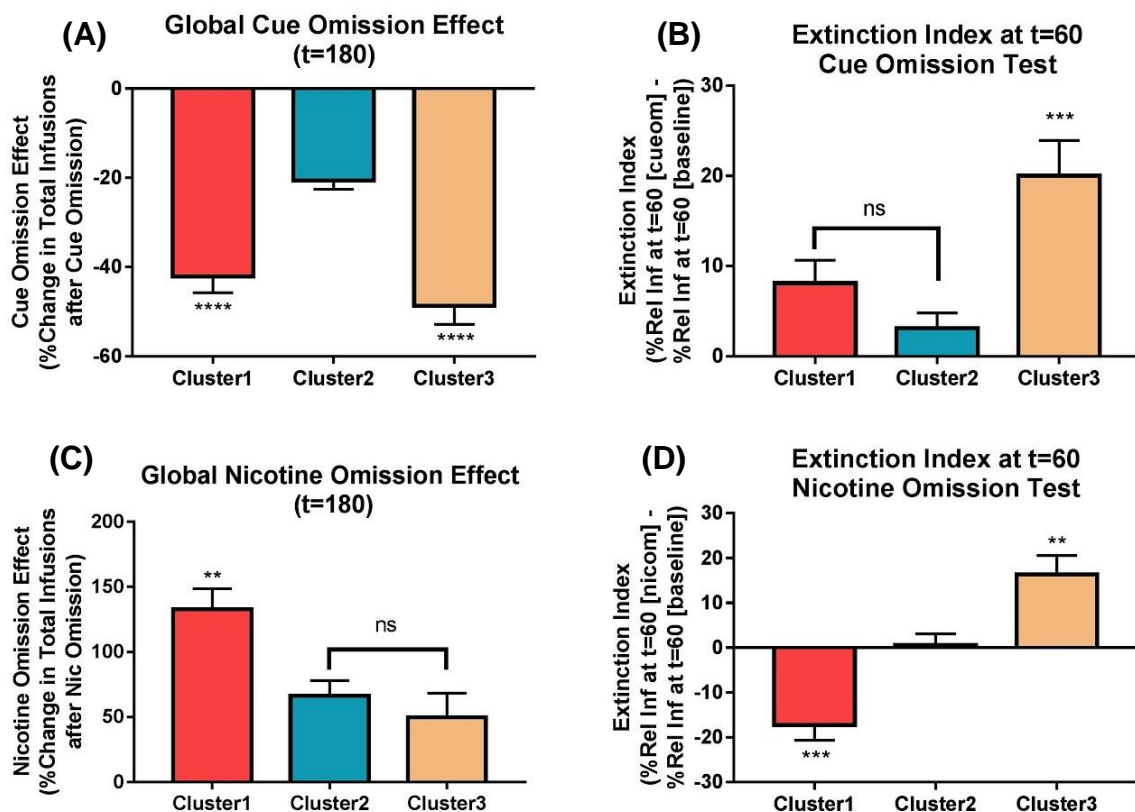 (A)
Global Cue Omission Effect
(t=180)
Cue Omission Effect
(%Change in Total Infusions
after Cue Omission)
0
-20
-40
-60
****
****
Cluster1
Cluster2
Cluster3
(B)
Extinction Index at t=60
Cue Omission Test
Extinction Index
(%Rel Inf at t=60 [cueom] -
%Rel Inf at t=60 [baseline])
30
20
10
0
ns
***
Cluster1
Cluster2
Cluster3
(C)
Global Nicotine Omission Effect
(t=180)
Nicotine Omission Effect
(%Change in Total Infusions
after Nic Omission)
200
150
100
50
0
**
ns
Cluster1
Cluster2
Cluster3
(D)
Extinction Index at t=60
Nicotine Omission Test
Extinction Index
(%Rel Inf at t=60 [nicom] -
%Rel Inf at t=60 [baseline])
30
20
10
0
-10
-20
-30
**
***
Cluster1
Cluster2
Cluster3